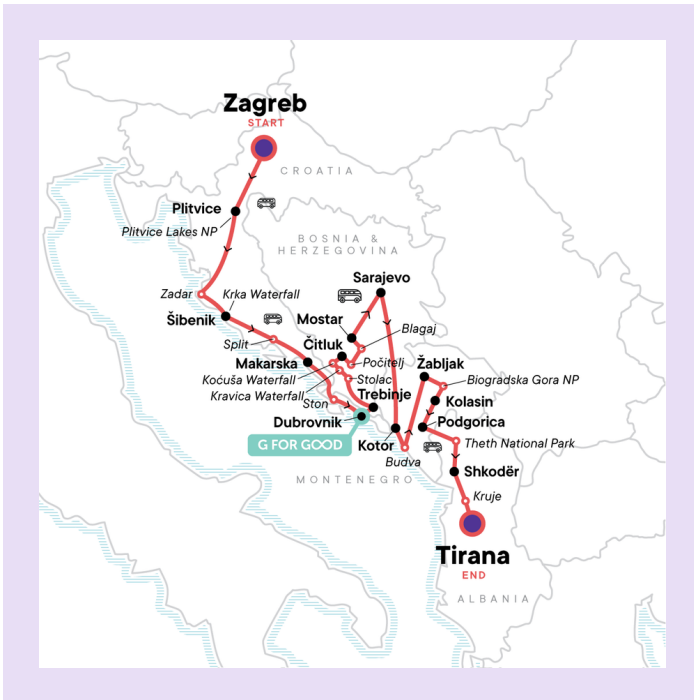 Zagreb
START
CROATIA
Plitvice
Plitvice Lakes NP
BOSNIA &
HERZEGOVINA
Sarajevo
Zadar
Krka Waterfall
Šibenik
Mostar
Blagaj
Split
Čitluk
Makarska
Počitelj
Žabljak
Koćuša Waterfall
Stolac
Biogradska Gora NP
Kravica Waterfall
Trebinje
Ston
Kolasin
Dubrovnik
Podgorica
G FOR GOOD
Kotor
Theth National Park
Budva
Shkodër
MONTENEGRO
Kruje
Tirana
END
ALBANIA